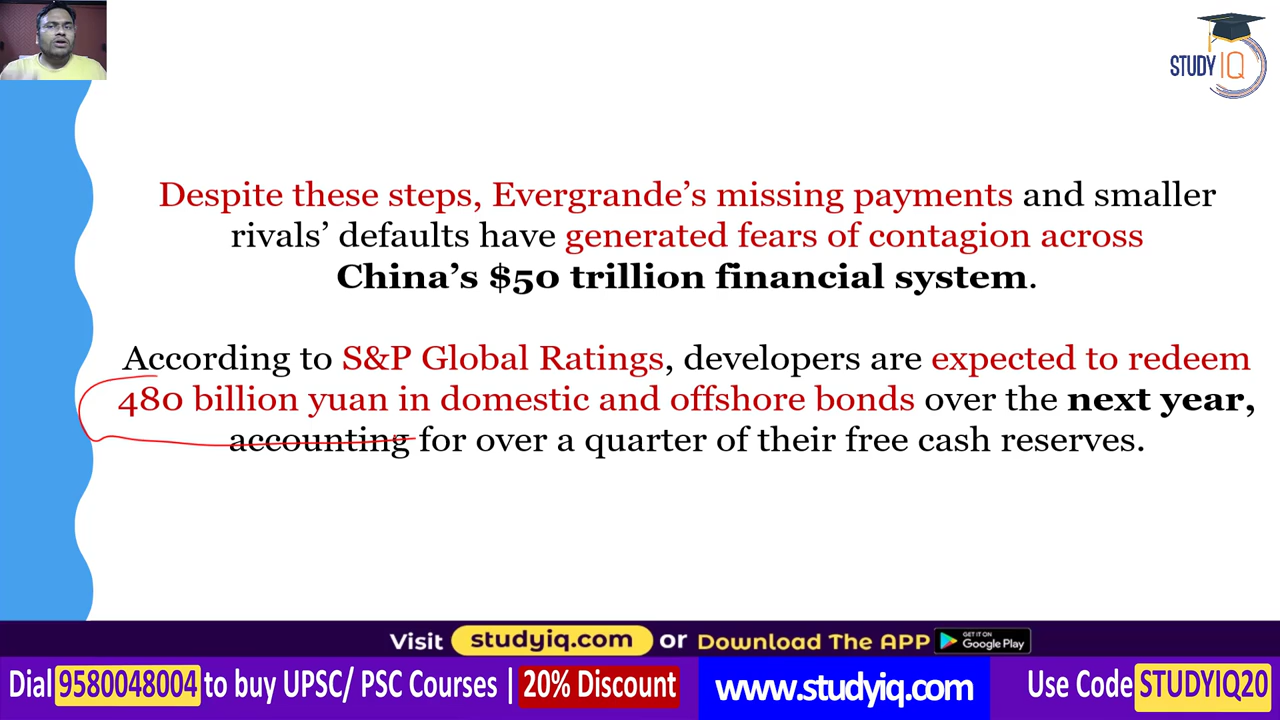 STUDY IQ
Despite these steps, Evergrande’s missing payments and smaller
rivals’ defaults have generated fears of contagion across
China’s $50 trillion financial system.
According to S&P Global Ratings, developers are expected to redeem
480 billion yuan in domestic and offshore bonds over the next year,
accounting for over a quarter of their free cash reserves.
Visit studyiq.com or Download The APP GET IT ON Google Play
Dial 9580048004 to buy UPSC/ PSC Courses | 20% Discount www.studyiq.com Use Code STUDYIQ20